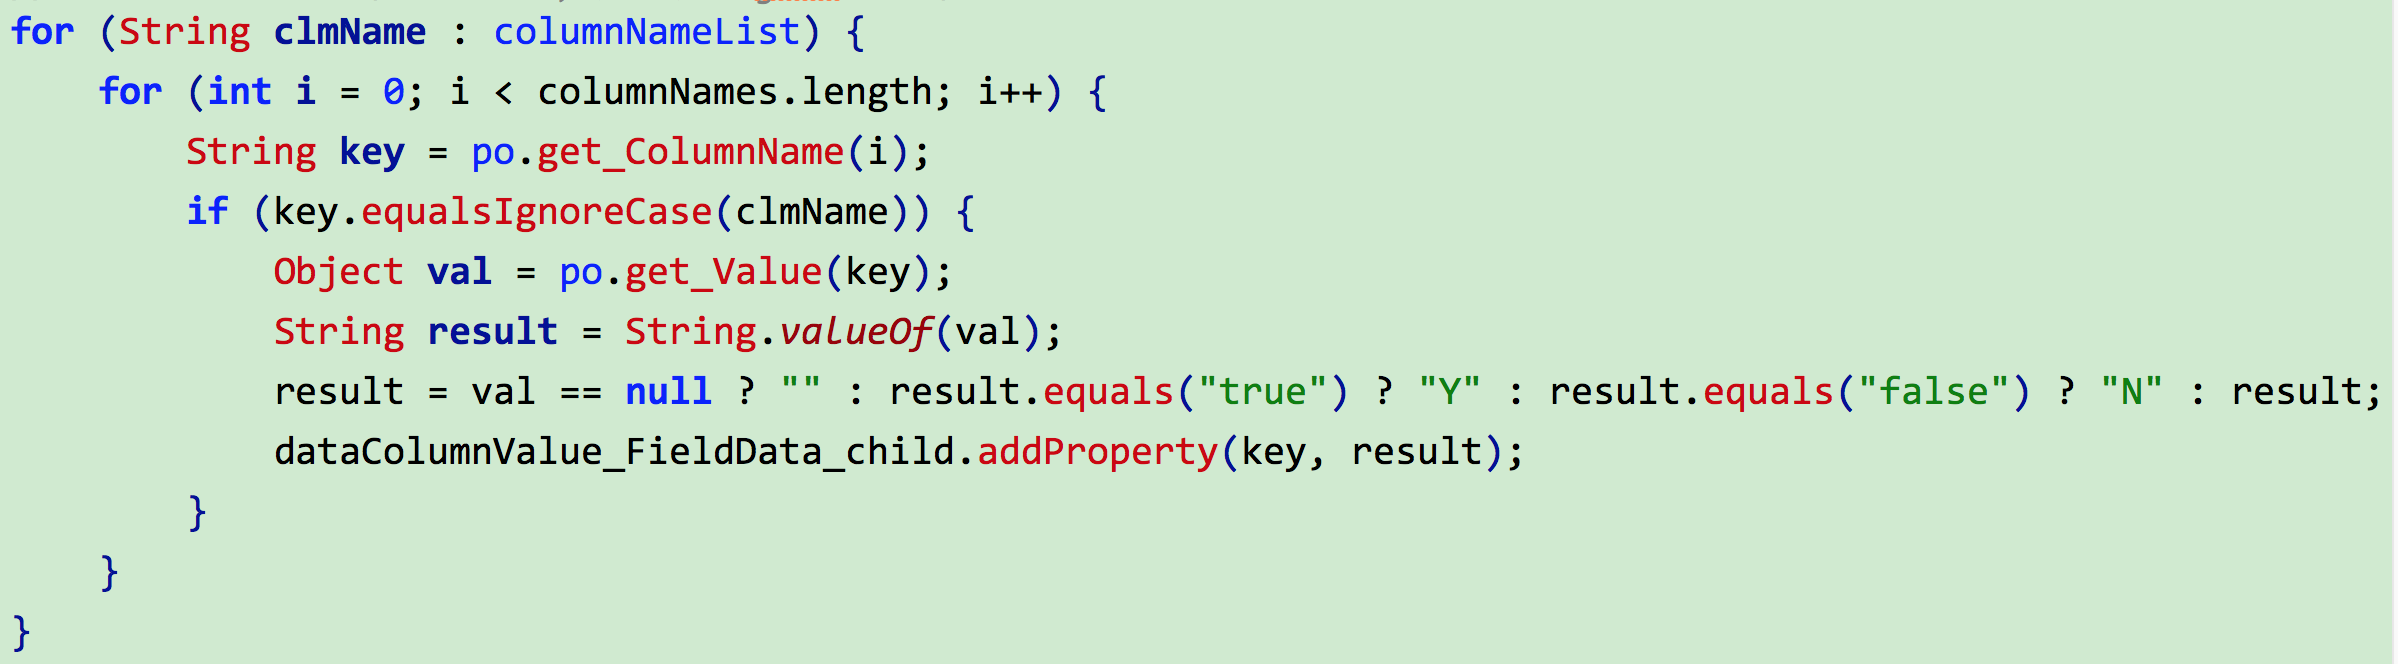 for (String clmName : columnNameList) {
    for (int i = 0; i < columnNames.length; i++) {
        String key = po.get_ColumnName(i);
        if (key.equalsIgnoreCase(clmName)) {
            Object val = po.get_Value(key);
            String result = String.valueOf(val);
            result = val == null ? "" : result.equals("true") ? "Y" : result.equals("false") ? "N" : result;
            dataColumnValue_FieldData_child.addProperty(key, result);
        }
    }
}